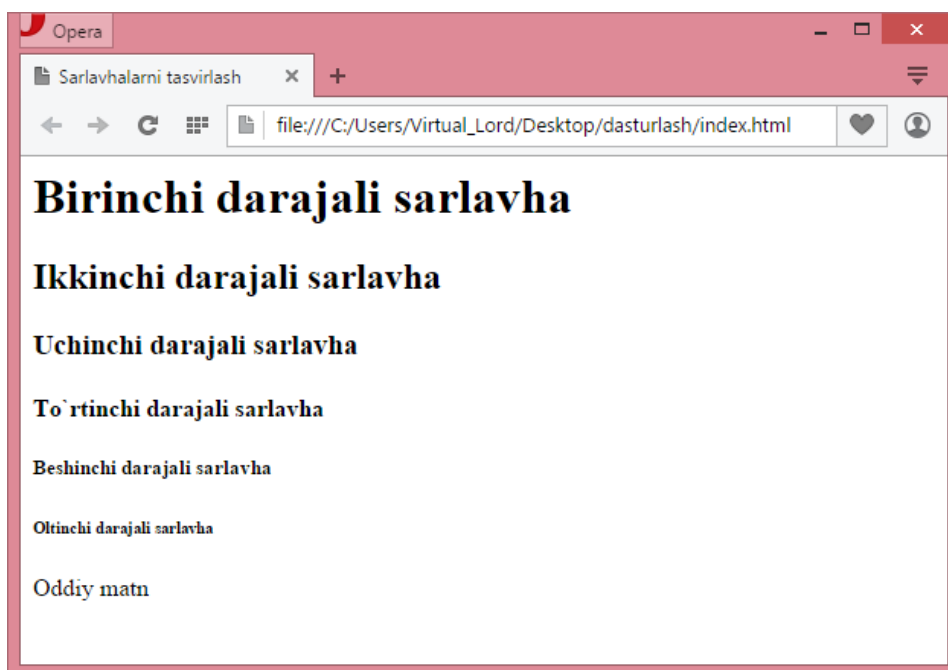 Opera
Sarlavhalarni tasvirlash
file:///C:/Users/Virtual_Lord/Desktop/dasturlash/index.html
Birinchi darajali sarlavha
Ikkinchi darajali sarlavha
Uchinchi darajali sarlavha
To`rtinchi darajali sarlavha
Beshinchi darajali sarlavha
Oltinchi darajali sarlavha
Oddiy matn